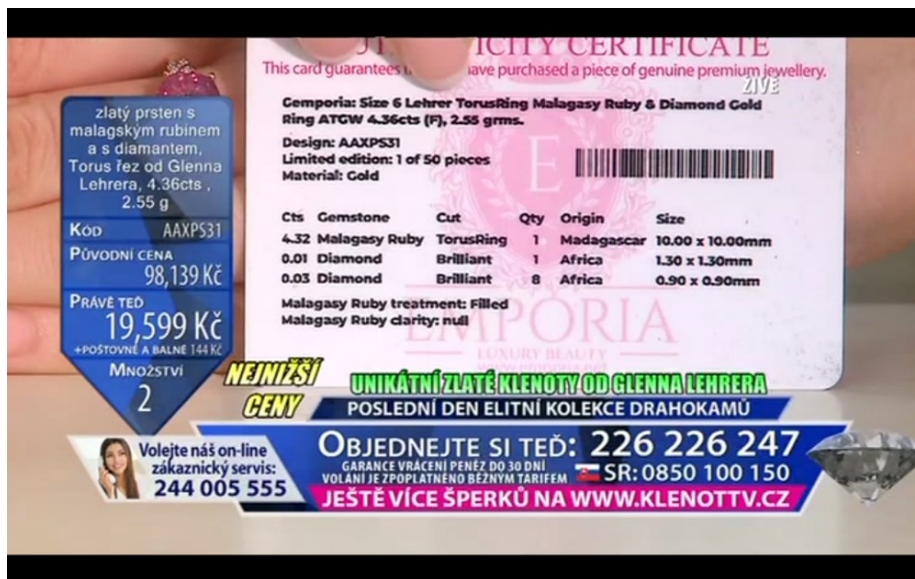 ICITY CERTIFICATE
This card guarantees
have purchased a piece of genuine premium jewellery.
ŽIVĚ
zlatý prsten s
malagským rubínem
a s diamantem,
Torus řez od Glenna
Lehrera, 4.36cts ,
2.55 g
KÓD AAXP531
PŮVODNÍ CENA
98,139 Kč
PRÁVĚ TEĎ
19,599 Kč
+POŠTOVNÉ A BALNÉ 144 Kč
MNOŽSTVÍ
2
Gemporia: Size 6 Lehrer TorusRing Malagasy Ruby & Diamond Gold
Ring ATGW 4.36cts (F), 2.55 grms.
Design: AAXP531
Limited edition: 1 of 50 pieces
Material: Gold
E
Cts Gemstone Cut Qty Origin Size
4.32 Malagasy Ruby TorusRing 1 Madagascar 10.00 x 10.00mm
0.01 Diamond Brilliant 1 Africa 1.30 x 1.30mm
0.03 Diamond Brilliant 8 Africa 0.90 x 0.90mm
Malagasy Ruby treatment: Filled
Malagasy Ruby clarity: null
EMPORIA
LUXURY BEAUTY
NEJNIŽŠÍ
CENY
UNIKÁTNÍ ZLATÉ KLENOTY OD GLENNA LEHRERA
POSLEDNÍ DEN ELITNÍ KOLEKCE DRAHOKAMŮ
Volejte náš on-line
zákaznický servis:
244 005 555
OBJEDNEJTE SI TEĎ: 226 226 247
GARANCE VRÁCENÍ PENĚZ DO 30 DNÍ
VOLÁNÍ JE ZPOPLATNĚNO BĚŽNÝM TARIFEM
SR: 0850 100 150
JEŠTĚ VÍCE ŠPERKŮ NA WWW.KLENOTTV.CZ